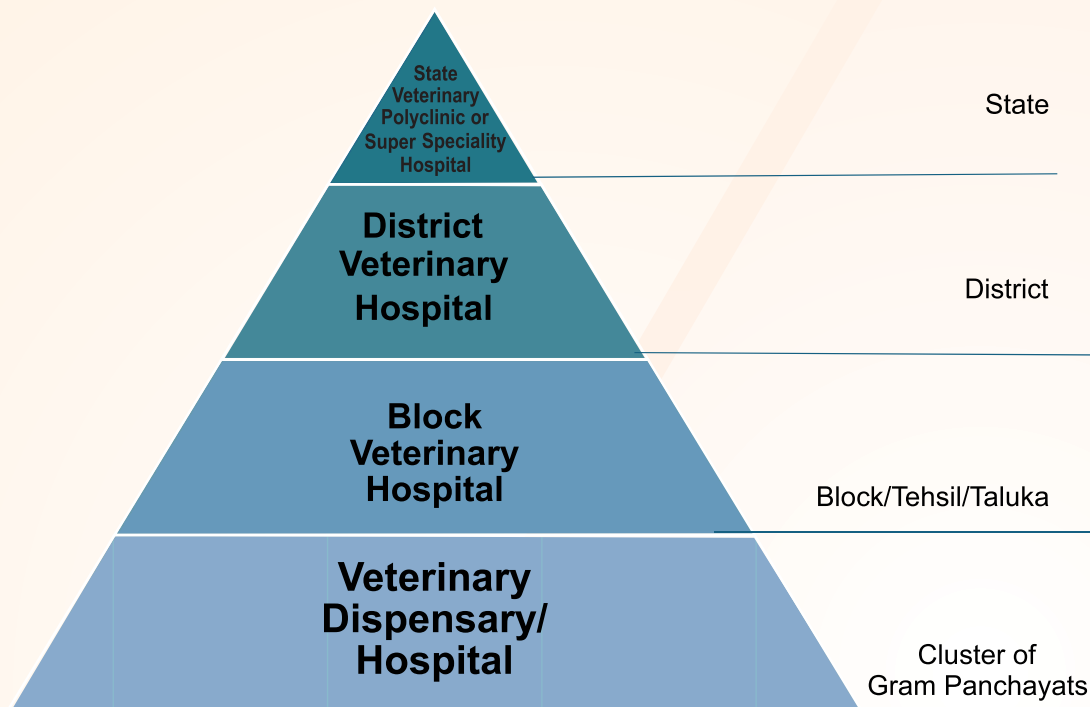 State
Veterinary
Polyclinic or
Super Speciality
Hospital
State
District
Veterinary
Hospital
District
Block
Veterinary
Hospital
Block/Tehsil/Taluka
Veterinary
Dispensary/
Hospital
Cluster of
Gram Panchayats